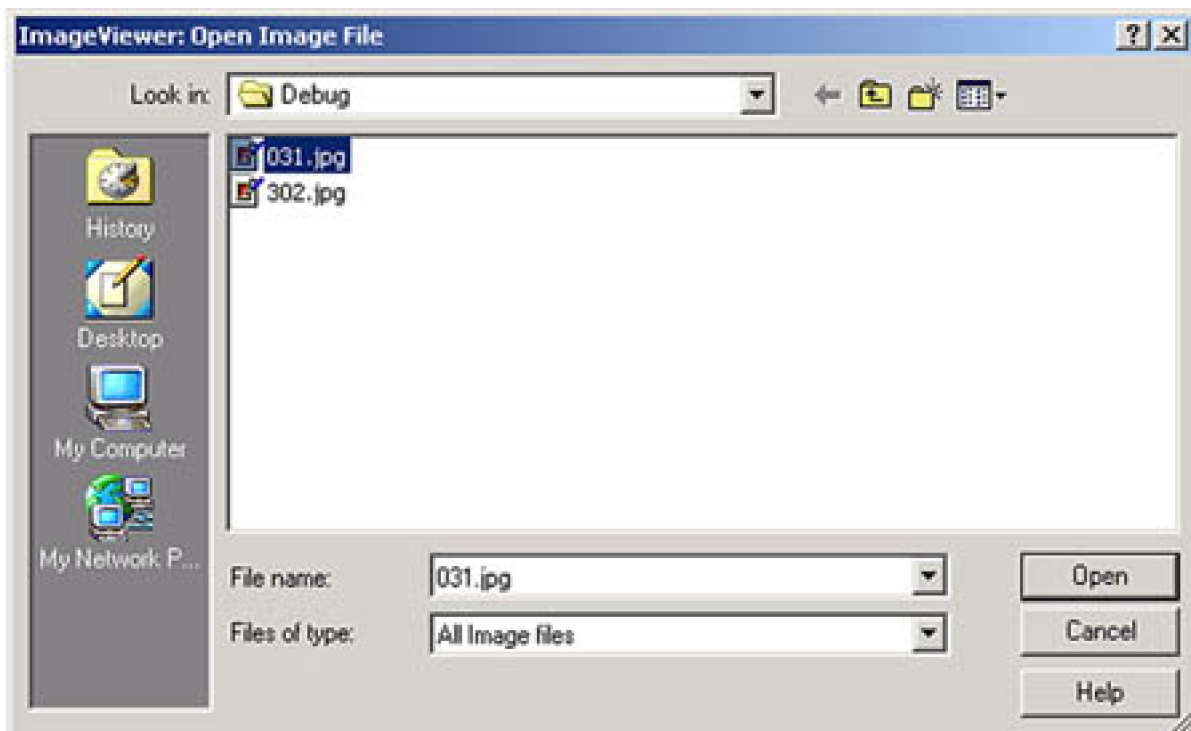 ImageViewer: Open Image File
Look in: Debug
031.jpg
302.jpg
History
Desktop
My Computer
My Network P...
File name: 031.jpg
Open
Files of type: All Image files
Cancel
Help